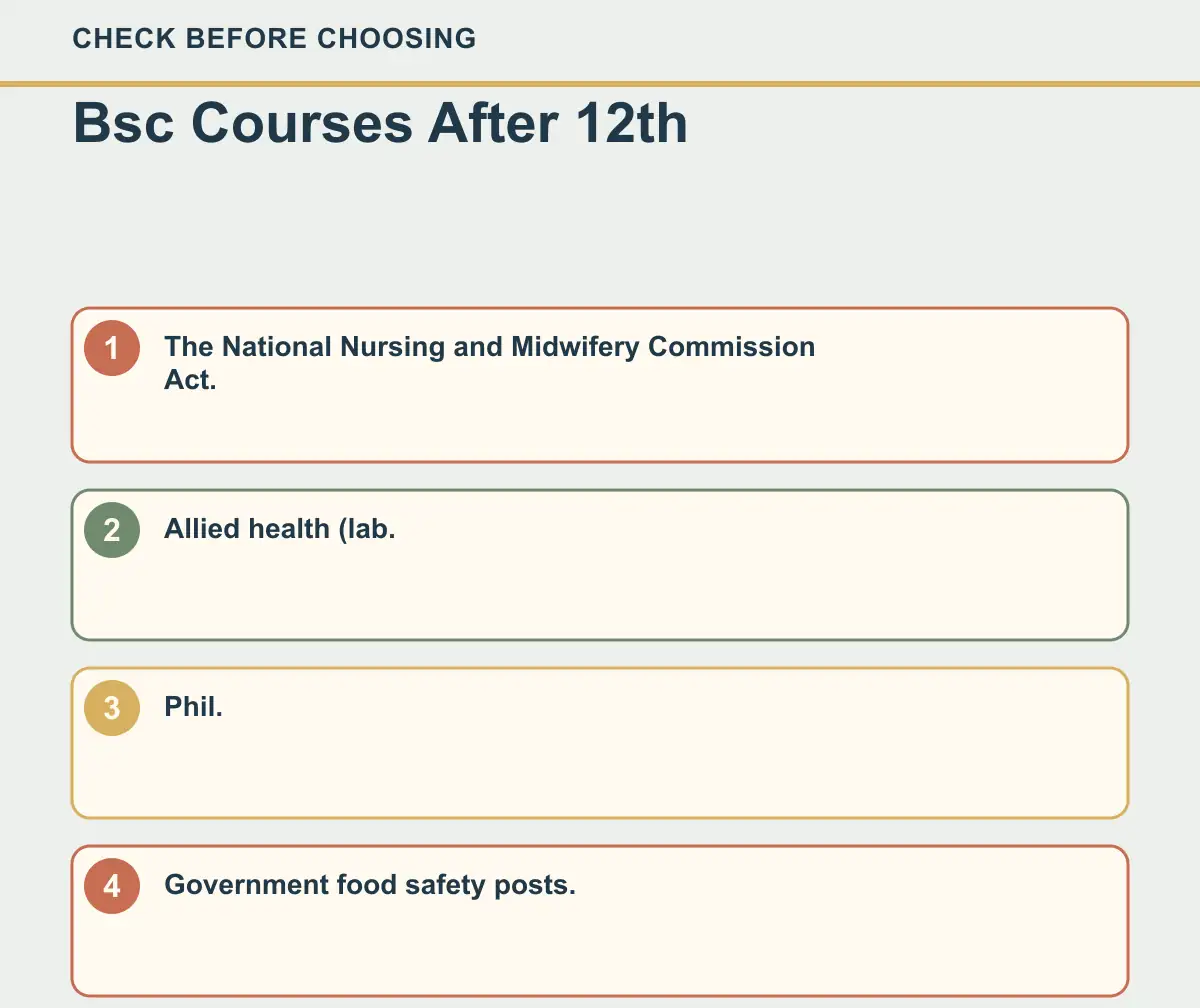 CHECK BEFORE CHOOSING
Bsc Courses After 12th
1
The National Nursing and Midwifery Commission
Act.
2
Allied health (lab.
3
Phil.
4
Government food safety posts.